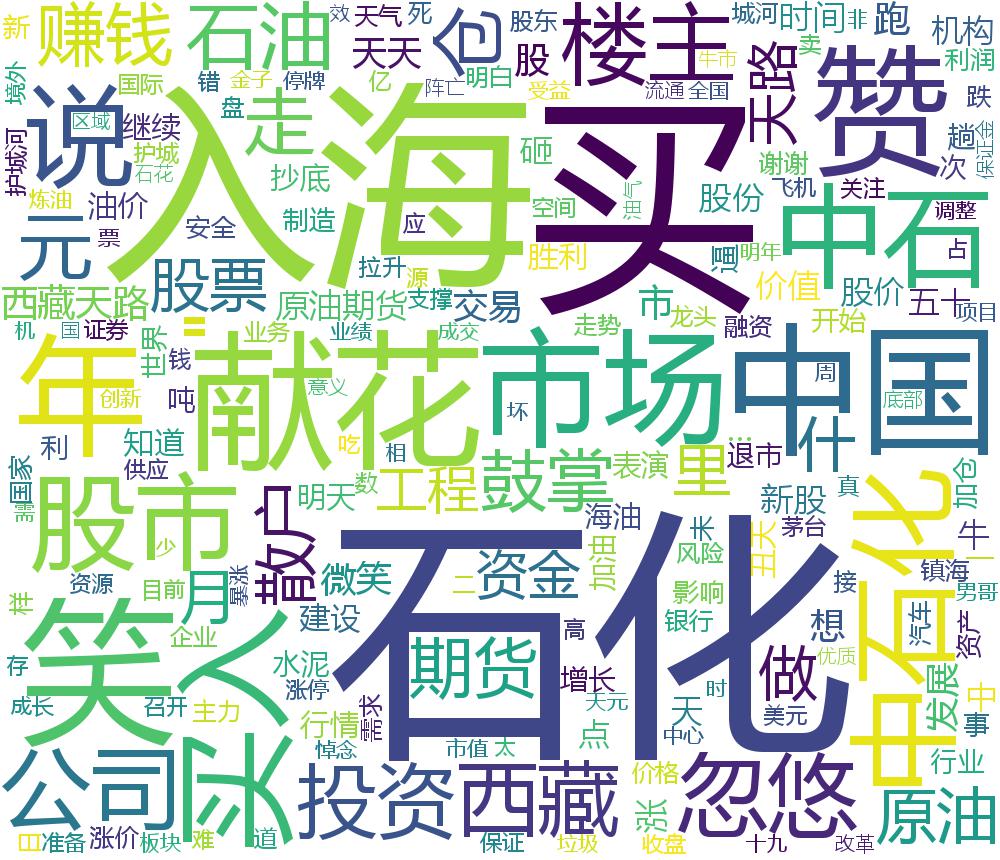 新
赚钱
石油
效
天气
死
天天
仓
股东
股
楼主
城河
时间
非
跑
机构
牛市
卖
天路
赞
利润
境外
国际
错
金子
停牌
亿
阵亡
明白
受益
流通
全国
跌
说
区域
继续
盘
走
入海
买
砸
趟
保证金
护城河
护城
石花
抄底
谢谢
次
炼油
油价
制造
应
空间
油气
股份
飞机
关注
中石
调整
元
票
安全
拉升
源
胜利
逼
明年
占
西藏天路
股票
原油期货
支撑
交易
市
价值
股价
五十
项目
机
国
证券
世界
业务
业绩
成交
走势
龙头
融资
开始
年
钱
献花
市场
中国
周
创新
吨
意义
底部
坏
什
利
知道
吃
相
退市
国家
供应
数
工程
鼓掌
表演
里
加仓
需
股市
散户
明天
海油
新股
真
中石化
少
石化
来
茅台
牛
资源
目前
月
暴涨
微笑
二
资金
加油
风险
五天
接
镇海
男哥
样
笑
买入
建设
影响
银行
想
汽车
资产
企业
高
存
水泥
期货
增长
做
优质
发展
中
成长
召开
主力
涨停
需求
天元
时
天
美元
事
行情
点
中心
公司
悼念
市值
太
行业
投资
西藏
价格
忽悠
原油
涨
日
准备
涨价
板块
难
道
保证
垃圾
收盘
十九
改革